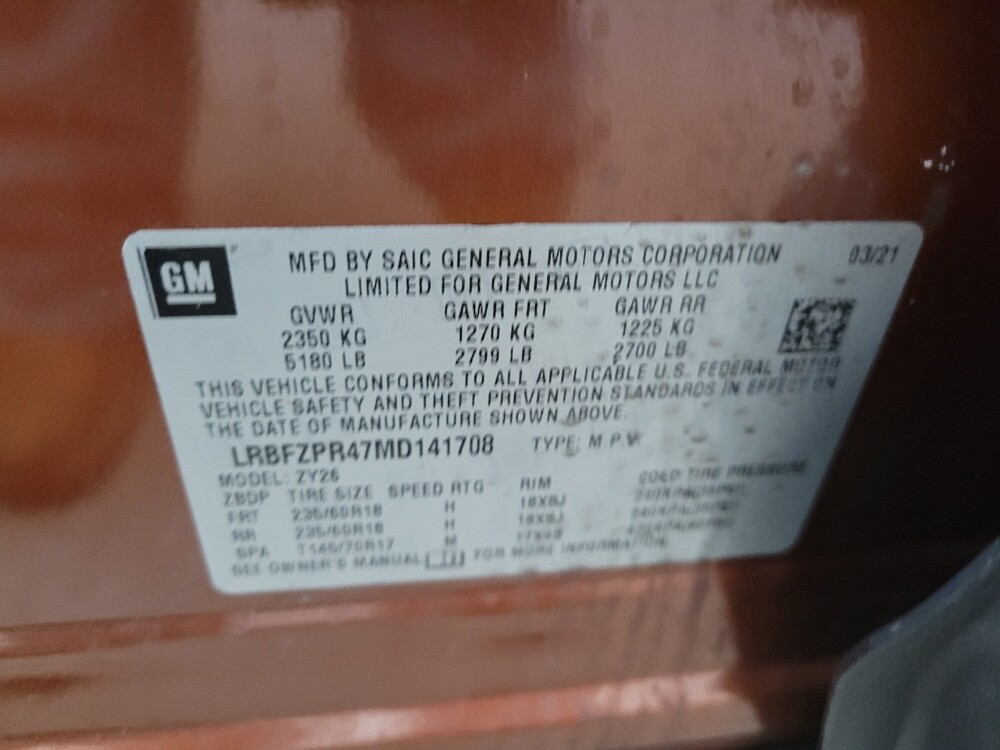 GM
MFD BY SAIC GENERAL MOTORS CORPORATION 03/21
LIMITED FOR GENERAL MOTORS LLC
GVWR GAWR FRT GAWR RR
2350 KG 1270 KG 1225 KG
5180 LB 2799 LB 2700 LB
THIS VEHICLE CONFORMS TO ALL APPLICABLE U.S. FEDERAL MOTOR
VEHICLE SAFETY AND THEFT PREVENTION STANDARDS IN EFFECT ON
THE DATE OF MANUFACTURE SHOWN ABOVE.
LRBFZPR47MD141708 TYPE: M.P.V.
MODEL: ZY26
ZBDP TIRE SIZE SPEED RTG RIM COLD TIRE PRESSURE
FRT 235/60R18 H 18X8J
RR 235/60R18 H 18X8J
SPA T145/70R17 M
SEE OWNER'S MANUAL FOR MORE INFORMATION.